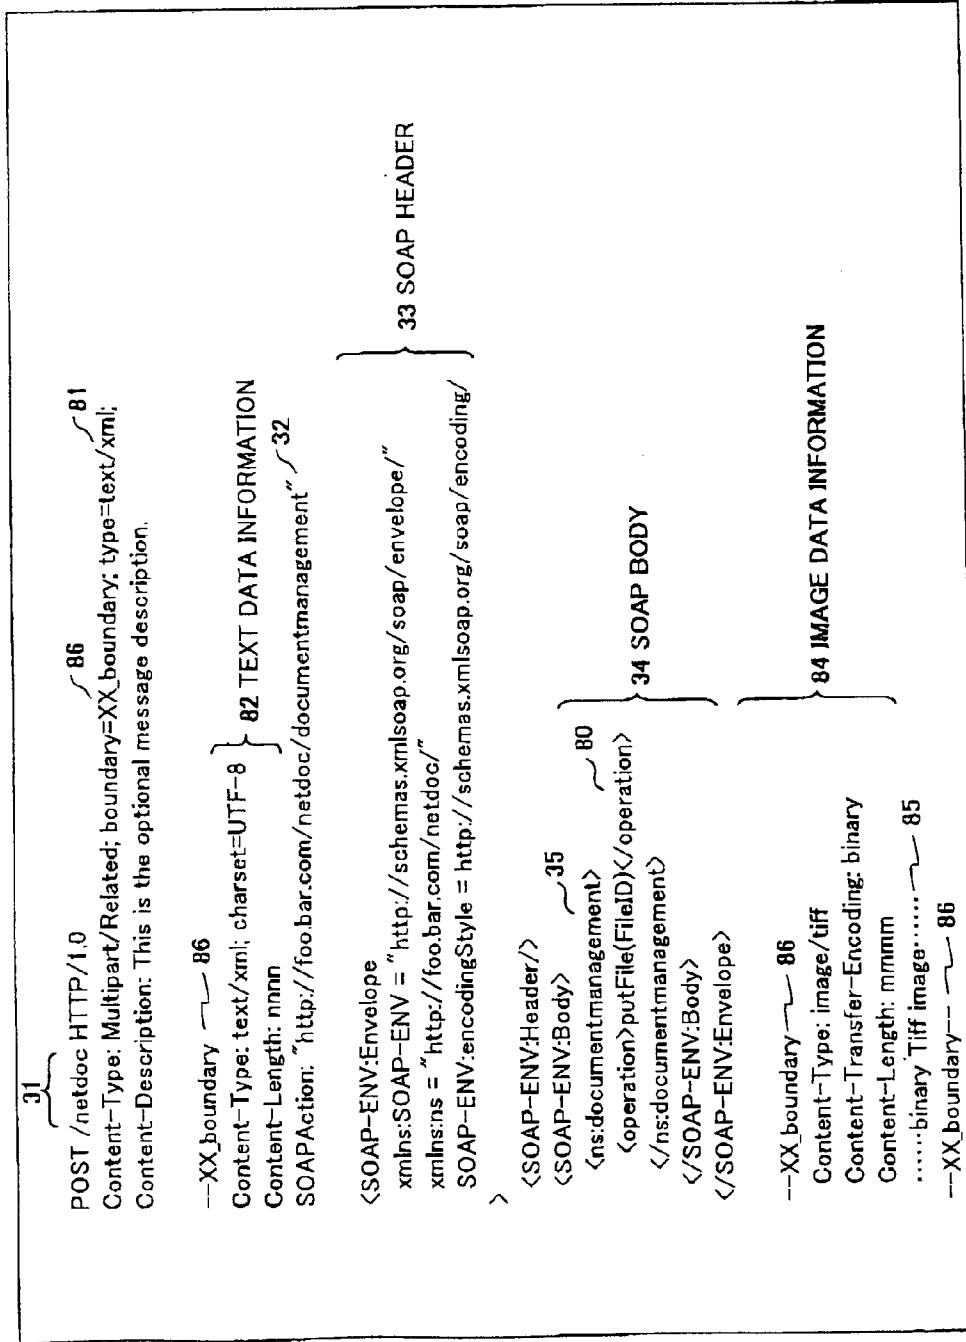 31
POST /netdoc HTTP/1.0
86
Content-Type: Multipart/Related; boundary=XX_boundary; type=text/xml;
81
Content-Description: This is the optional message description.
--XX_boundary 86
Content-Type: text/xml; charset=UTF-8
Content-Length: nnnn
82 TEXT DATA INFORMATION
SOAPAction: "http://foo.bar.com/netdoc/documentmanagement" 32
<SOAP-ENV:Envelope
xmlns:SOAP-ENV = "http://schemas.xmlsoap.org/soap/envelope/"
xmlns:ns = "http://foo.bar.com/netdoc/"
SOAP-ENV:encodingStyle = http://schemas.xmlsoap.org/soap/encoding/
>
33 SOAP HEADER
<SOAP-ENV:Header/>
<SOAP-ENV:Body>
35
<ns:documentmanagement>
80
<operation>putFile(FileID)</operation>
</ns:documentmanagement>
</SOAP-ENV:Body>
</SOAP-ENV:Envelope>
34 SOAP BODY
--XX_boundary 86
Content-Type: image/tiff
Content-Transfer-Encoding: binary
Content-Length: mmmm
......binary Tiff image...... 85
--XX_boundary-- 86
84 IMAGE DATA INFORMATION